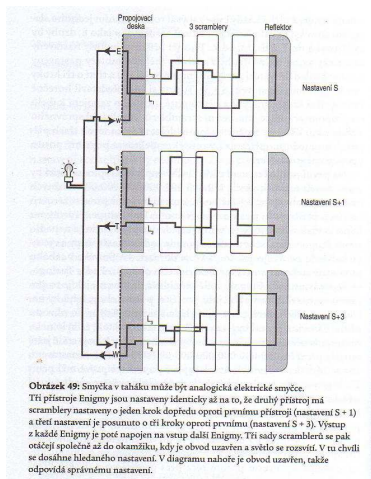 Propojovací
deska
3 scramblery
Reflektor
E
L₁
L₁
w
Nastavení S
e
L₁
T
L₂
Nastavení S+1
L₃
T
W
L₂
Nastavení S+3
Obrázek 49: Smyčka v taháku může být analogická elektrické smyčce.
Tři přístroje Enigmy jsou nastaveny identicky až na to, že druhý přístroj má
scramblery nastaveny o jeden krok dopředu oproti prvnímu přístroji (nastavení S + 1)
a třetí nastavení je posunuto o tři kroky oproti prvnímu (nastavení S + 3). Výstup
z každé Enigmy je poté napojen na vstup další Enigmy. Tři sady scramblerů se pak
otáčejí společně až do okamžiku, kdy je obvod uzavřen a světlo se rozsvítí. V tu chvíli
se dosáhne hledaného nastavení. V diagramu nahoře je obvod uzavřen, takže
odpovídá správnému nastavení.